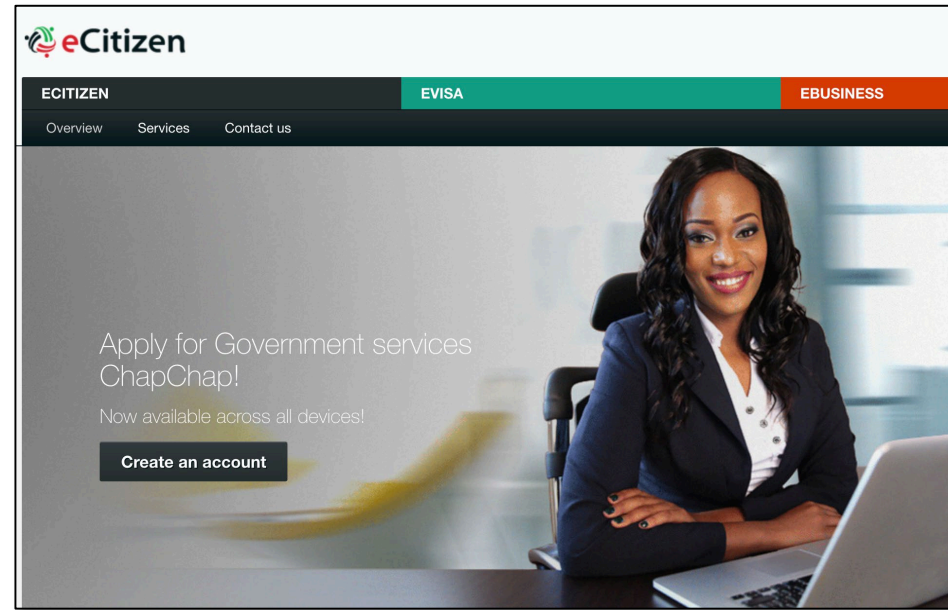 eCitizen
ECITIZEN EVISA EBUSINESS
Overview Services Contact us
Apply for Government services
ChapChap!
Now available across all devices!
Create an account